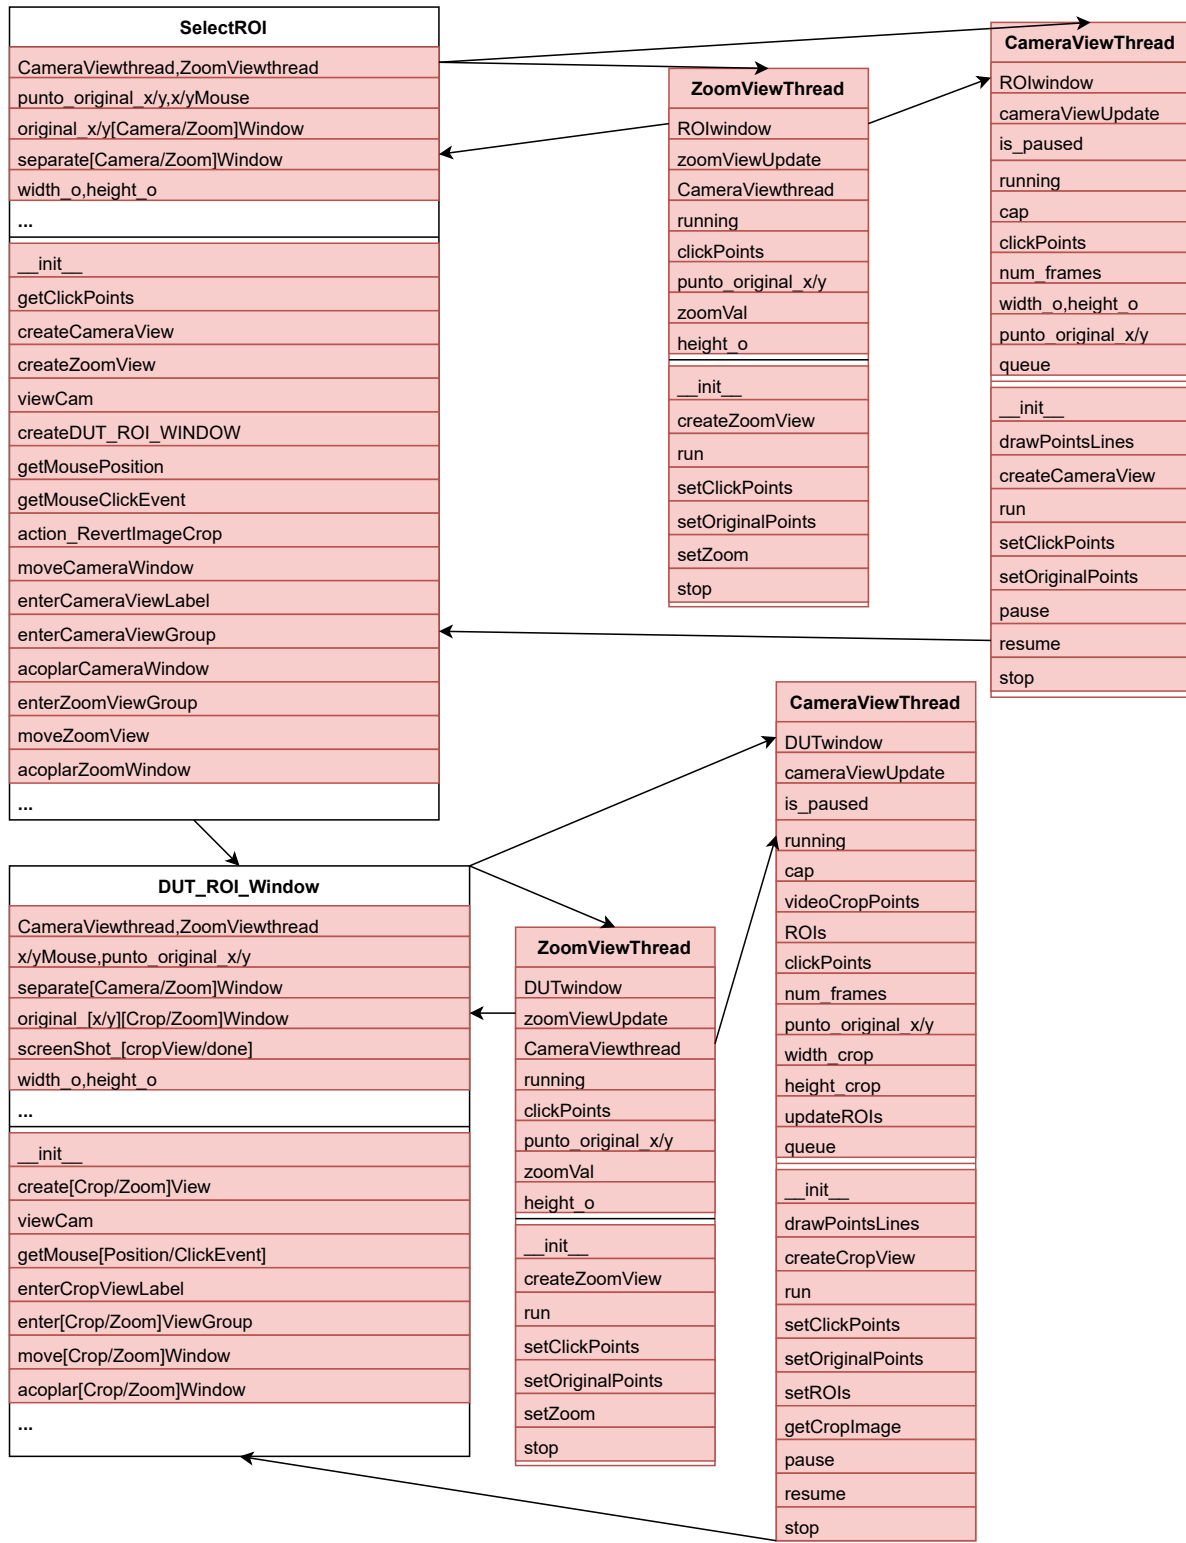 SelectROI
CameraViewthread,ZoomViewthread
punto_original_x/y,x/yMouse
original_x/y[Camera/Zoom]Window
separate[Camera/Zoom]Window
width_o,height_o
...
__init__
getClickPoints
createCameraView
createZoomView
viewCam
createDUT_ROI_WINDOW
getMousePosition
getMouseClickEvent
action_RevertImageCrop
moveCameraWindow
enterCameraViewLabel
enterCameraViewGroup
acoplarCameraWindow
enterZoomViewGroup
moveZoomView
acoplarZoomWindow
...
ZoomViewThread
ROIwindow
zoomViewUpdate
CameraViewthread
running
clickPoints
punto_original_x/y
zoomVal
height_o
__init__
createZoomView
run
setClickPoints
setOriginalPoints
setZoom
stop
CameraViewThread
ROIwindow
cameraViewUpdate
is_paused
running
cap
clickPoints
num_frames
width_o,height_o
punto_original_x/y
queue
__init__
drawPointsLines
createCameraView
run
setClickPoints
setOriginalPoints
pause
resume
stop
DUT_ROI_Window
CameraViewthread,ZoomViewthread
x/yMouse,punto_original_x/y
separate[Camera/Zoom]Window
original_[x/y][Crop/Zoom]Window
screenShot_[cropView/done]
width_o,height_o
...
__init__
create[Crop/Zoom]View
viewCam
getMouse[Position/ClickEvent]
enterCropViewLabel
enter[Crop/Zoom]ViewGroup
move[Crop/Zoom]Window
acoplar[Crop/Zoom]Window
...
ZoomViewThread
DUTwindow
zoomViewUpdate
CameraViewthread
running
clickPoints
punto_original_x/y
zoomVal
height_o
__init__
createZoomView
run
setClickPoints
setOriginalPoints
setZoom
stop
CameraViewThread
DUTwindow
cameraViewUpdate
is_paused
running
cap
videoCropPoints
ROIs
clickPoints
num_frames
punto_original_x/y
width_crop
height_crop
updateROIs
queue
__init__
drawPointsLines
createCropView
run
setClickPoints
setOriginalPoints
setROIs
getCropImage
pause
resume
stop